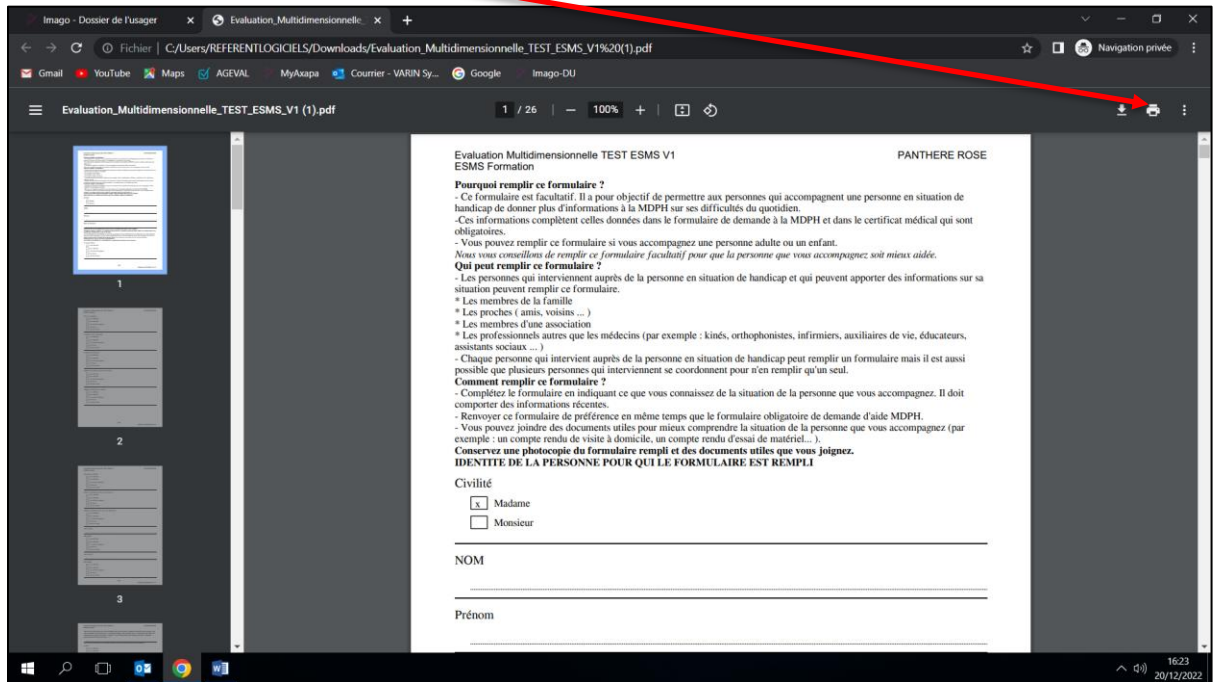 Imago - Dossier de l'usager
Evaluation_Multidimensionnelle_
Fichier | C:/Users/REFERENTLOGICIELS/Downloads/Evaluation_Multidimensionnelle_TEST_ESMS_V1%20(1).pdf
Navigation privée
Gmail YouTube Maps AGEVAL MyAxapa Courrier - VARIN Sy... Google Imago-DU
Evaluation_Multidimensionnelle_TEST_ESMS_V1 (1).pdf
1 / 26 | — 100% +
Evaluation Multidimensionnelle TEST ESMS V1 PANTHERE ROSE
ESMS Formation
Pourquoi remplir ce formulaire ?
- Ce formulaire est facultatif. Il a pour objectif de permettre aux personnes qui accompagnent une personne en situation de
handicap de donner plus d'informations à la MDPH sur ses difficultés du quotidien.
-Ces informations complètent celles données dans le formulaire de demande à la MDPH et dans le certificat médical qui sont
obligatoires.
- Vous pouvez remplir ce formulaire si vous accompagnez une personne adulte ou un enfant.
Nous vous conseillons de remplir ce formulaire facultatif pour que la personne que vous accompagnez soit mieux aidée.
Qui peut remplir ce formulaire ?
- Les personnes qui interviennent auprès de la personne en situation de handicap et qui peuvent apporter des informations sur sa
situation peuvent remplir ce formulaire.
* Les membres de la famille
* Les proches ( amis, voisins ... )
* Les membres d'une association
* Les professionnels autres que les médecins (par exemple : kinés, orthophonistes, infirmiers, auxiliaires de vie, éducateurs,
assistants sociaux ... )
- Chaque personne qui intervient auprès de la personne en situation de handicap peut remplir un formulaire mais il est aussi
possible que plusieurs personnes qui interviennent se coordonnent pour n'en remplir qu'un seul.
Comment remplir ce formulaire ?
- Complétez le formulaire en indiquant ce que vous connaissez de la situation de la personne que vous accompagnez. Il doit
comporter des informations récentes.
- Renvoyer ce formulaire de préférence en même temps que le formulaire obligatoire de demande d'aide MDPH.
- Vous pouvez joindre des documents utiles pour mieux comprendre la situation de la personne que vous accompagnez (par
exemple : un compte rendu de visite à domicile, un compte rendu d'essai de matériel... ).
Conservez une photocopie du formulaire rempli et des documents utiles que vous joignez.
IDENTITE DE LA PERSONNE POUR QUI LE FORMULAIRE EST REMPLI
Civilité
x Madame
Monsieur
NOM
Prénom
1
2
3
16:23
20/12/2022